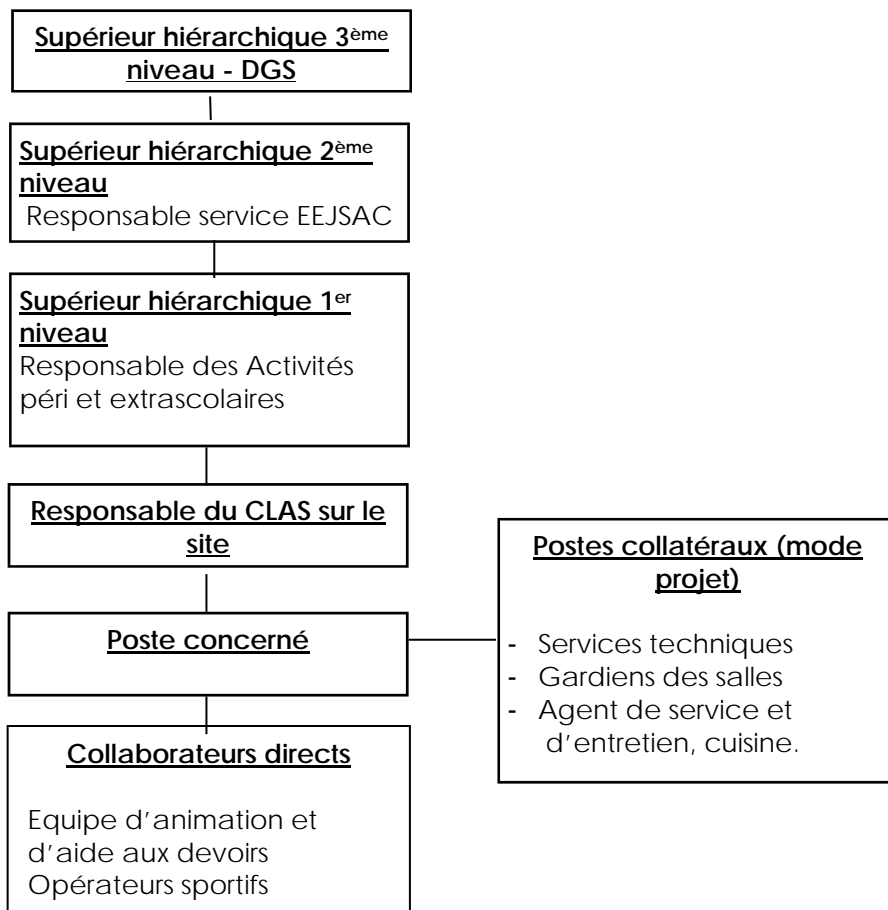 Supérieur hiérarchique 3ème
niveau - DGS
Supérieur hiérarchique 2ème
niveau
Responsable service EEJSAC
Supérieur hiérarchique 1er
niveau
Responsable des Activités
péri et extrascolaires
Responsable du CLAS sur le
site
Poste concerné
Postes collatéraux (mode
projet)
- Services techniques
- Gardiens des salles
- Agent de service et
d’entretien, cuisine.
Collaborateurs directs
Equipe d’animation et
d’aide aux devoirs
Opérateurs sportifs